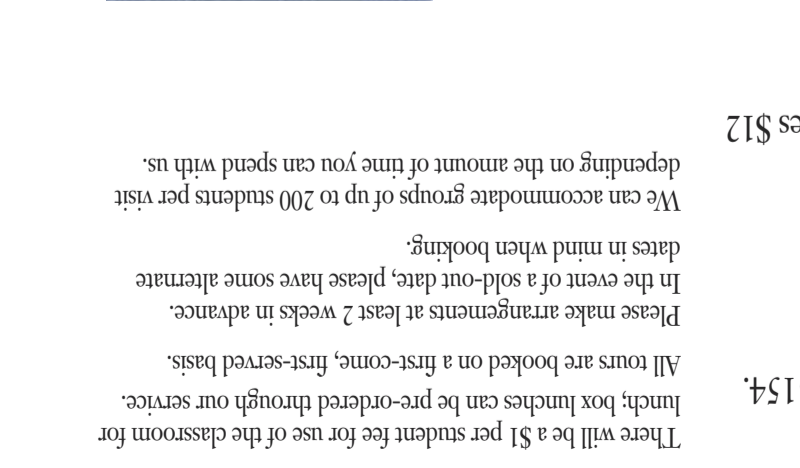 There will be a $1 per student fee for use of the classroom for
lunch; box lunches can be pre-ordered through our service.
All tours are booked on a first-come, first-served basis.
Please make arrangements at least 2 weeks in advance.
In the event of a sold-out date, please have some alternate
dates in mind when booking.
We can accommodate groups of up to 200 students per visit
depending on the amount of time you can spend with us.
154.
$12